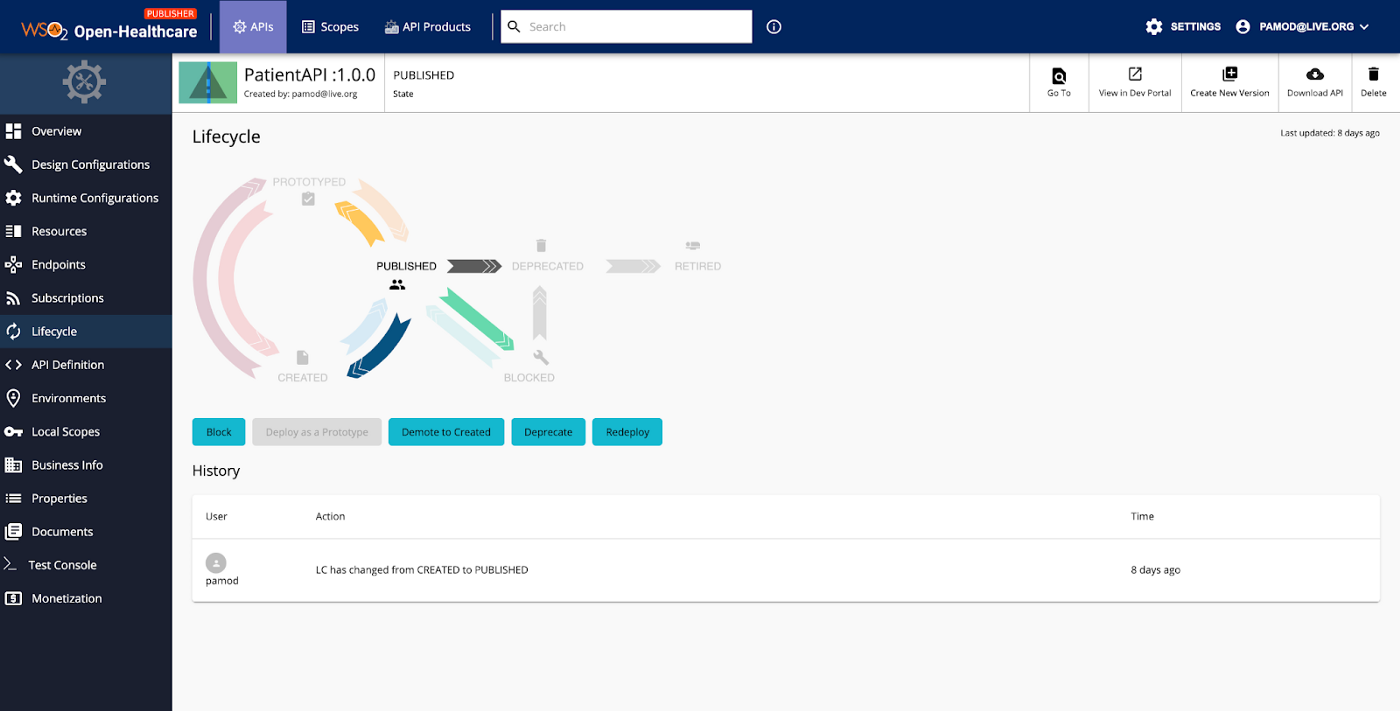 PUBLISHER
WSO2 Open-Healthcare
APIs
Scopes
API Products
Search
SETTINGS
PAMOD@LIVE.ORG
PatientAPI :1.0.0
Created by: pamod@live.org
PUBLISHED
State
Go To
View in Dev Portal
Create New Version
Download API
Delete
Overview
Design Configurations
Runtime Configurations
Resources
Endpoints
Subscriptions
Lifecycle
API Definition
Environments
Local Scopes
Business Info
Properties
Documents
Test Console
Monetization
Lifecycle
Last updated: 8 days ago
PROTOTYPED
PUBLISHED
DEPRECATED
RETIRED
CREATED
BLOCKED
Block
Deploy as a Prototype
Demote to Created
Deprecate
Redeploy
History
User
Action
Time
pamod
LC has changed from CREATED to PUBLISHED
8 days ago